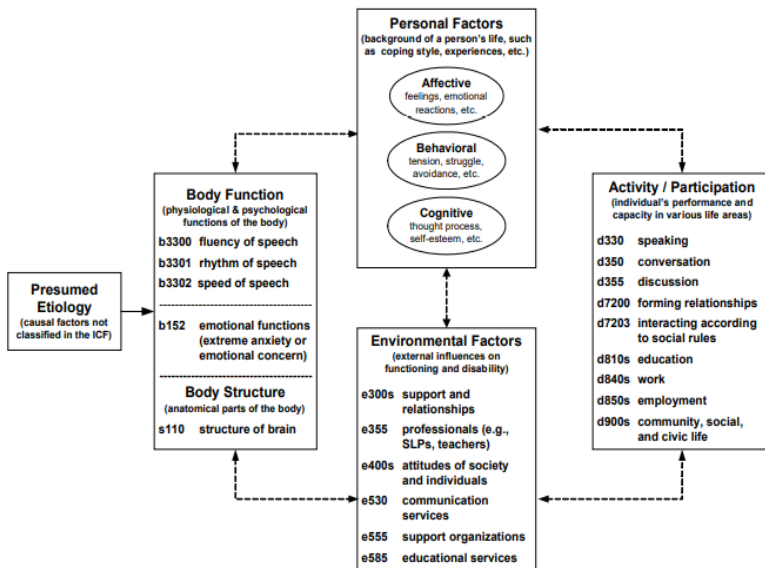 Personal Factors
(background of a person's life, such
as coping style, experiences, etc.)
Affective
feelings, emotional
reactions, etc.
Behavioral
tension, struggle,
avoidance, etc.
Cognitive
thought process,
self-esteem, etc.
Presumed
Etiology
(causal factors not
classified in the ICF)
Body Function
(physiological & psychological
functions of the body)
b3300 fluency of speech
b3301 rhythm of speech
b3302 speed of speech
b152 emotional functions
(extreme anxiety or
emotional concern)
Body Structure
(anatomical parts of the body)
s110 structure of brain
Environmental Factors
(external influences on
functioning and disability)
e300s support and
relationships
e355 professionals (e.g.,
SLPs, teachers)
e400s attitudes of society
and individuals
e530 communication
services
e555 support organizations
e585 educational services
Activity / Participation
(individual's performance and
capacity in various life areas)
d330 speaking
d350 conversation
d355 discussion
d7200 forming relationships
d7203 interacting according
to social rules
d810s education
d840s work
d850s employment
d900s community, social,
and civic life